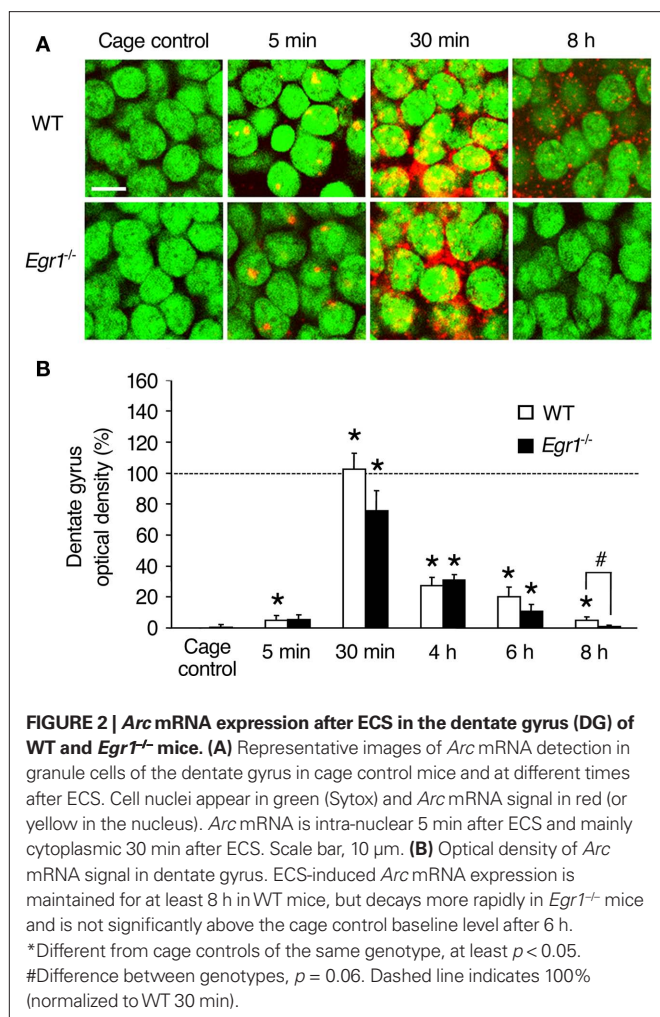 A
Cage control 5 min 30 min 8 h
WT
Egr1-/-
B
160
140
120
100
80
60
40
20
0
Dentate gyrus
optical density (%)
WT
Egr1-/-
* * * * * * * * #
Cage
control
5 min 30 min 4 h 6 h 8 h
FIGURE 2 | Arc mRNA expression after ECS in the dentate gyrus (DG) of
WT and Egr1–/– mice. (A) Representative images of Arc mRNA detection in
granule cells of the dentate gyrus in cage control mice and at different times
after ECS. Cell nuclei appear in green (Sytox) and Arc mRNA signal in red (or
yellow in the nucleus). Arc mRNA is intra-nuclear 5 min after ECS and mainly
cytoplasmic 30 min after ECS. Scale bar, 10 µm. (B) Optical density of Arc
mRNA signal in dentate gyrus. ECS-induced Arc mRNA expression is
maintained for at least 8 h in WT mice, but decays more rapidly in Egr1–/– mice
and is not significantly above the cage control baseline level after 6 h.
*Different from cage controls of the same genotype, at least p < 0.05.
#Difference between genotypes, p = 0.06. Dashed line indicates 100%
(normalized to WT 30 min).